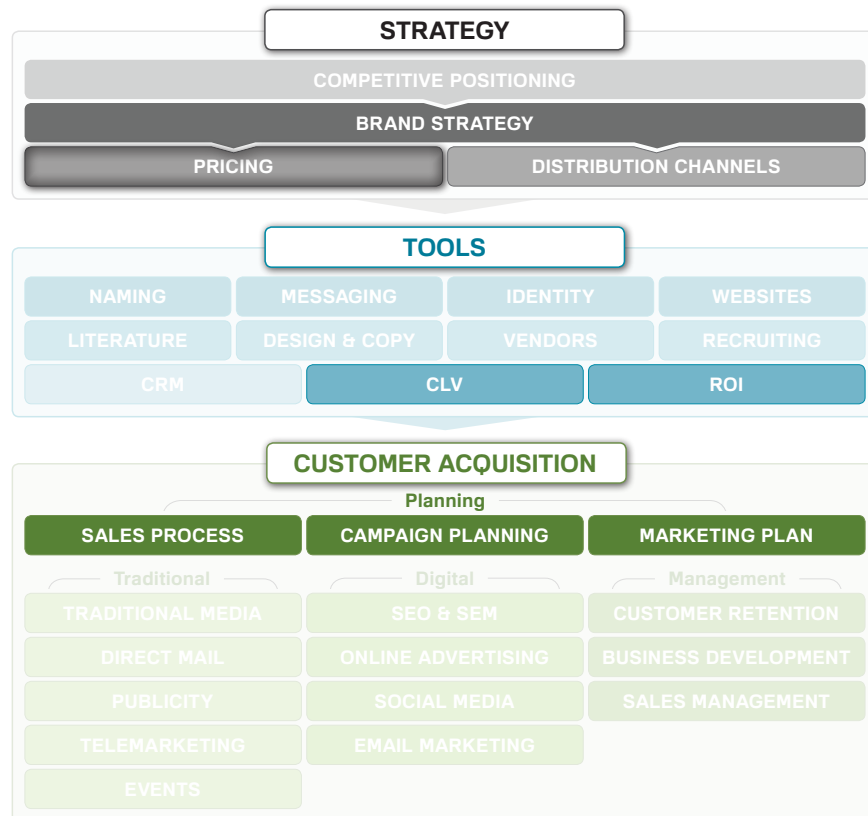 STRATEGY
COMPETITIVE POSITIONING
BRAND STRATEGY
PRICING DISTRIBUTION CHANNELS
TOOLS
NAMING MESSAGING IDENTITY WEBSITES
LITERATURE DESIGN & COPY VENDORS RECRUITING
CRM CLV ROI
CUSTOMER ACQUISITION
Planning
SALES PROCESS CAMPAIGN PLANNING MARKETING PLAN
Traditional Digital Management
TRADITIONAL MEDIA SEO & SEM CUSTOMER RETENTION
DIRECT MAIL ONLINE ADVERTISING BUSINESS DEVELOPMENT
PUBLICITY SOCIAL MEDIA SALES MANAGEMENT
TELEMARKETING EMAIL MARKETING
EVENTS